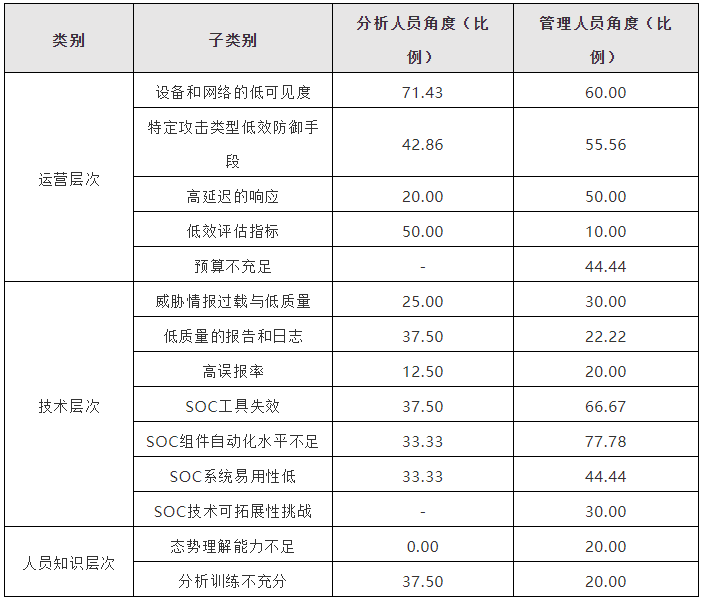 类别 子类别 分析人员角度（比例） 管理人员角度（比例）
运营层次 设备和网络的低可见度 71.43 60.00
特定攻击类型低效防御手段 42.86 55.56
高延迟的响应 20.00 50.00
低效评估指标 50.00 10.00
预算不充足 - 44.44
技术层次 威胁情报过载与低质量 25.00 30.00
低质量的报告和日志 37.50 22.22
高误报率 12.50 20.00
SOC工具失效 37.50 66.67
SOC组件自动化水平不足 33.33 77.78
SOC系统易用性低 33.33 44.44
SOC技术可拓展性挑战 - 30.00
人员知识层次 态势理解能力不足 0.00 20.00
分析训练不充分 37.50 20.00